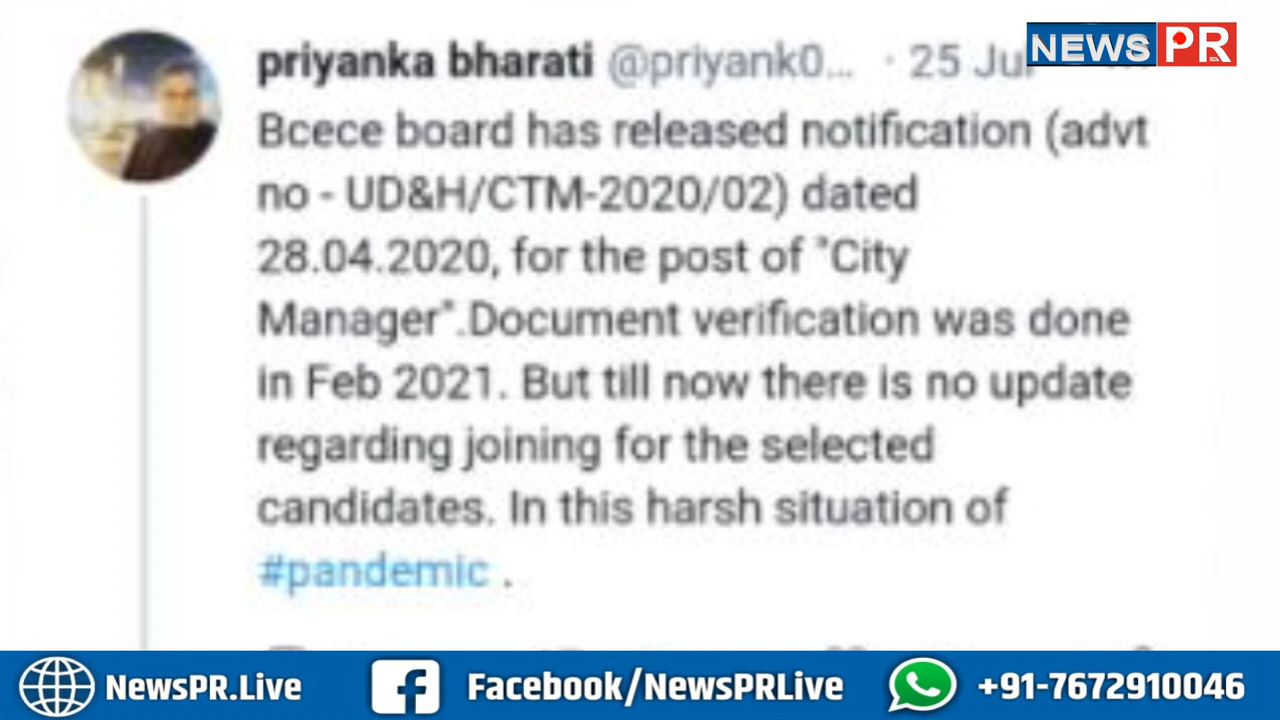 priyanka bharati @priyank0... · 25 Jul
NEWS PR
Bcece board has released notification (advt
no - UD&H/CTM-2020/02) dated
28.04.2020, for the post of "City
Manager".Document verification was done
in Feb 2021. But till now there is no update
regarding joining for the selected
candidates. In this harsh situation of
#pandemic .
NewsPR.Live
Facebook/NewsPRLive
+91-7672910046